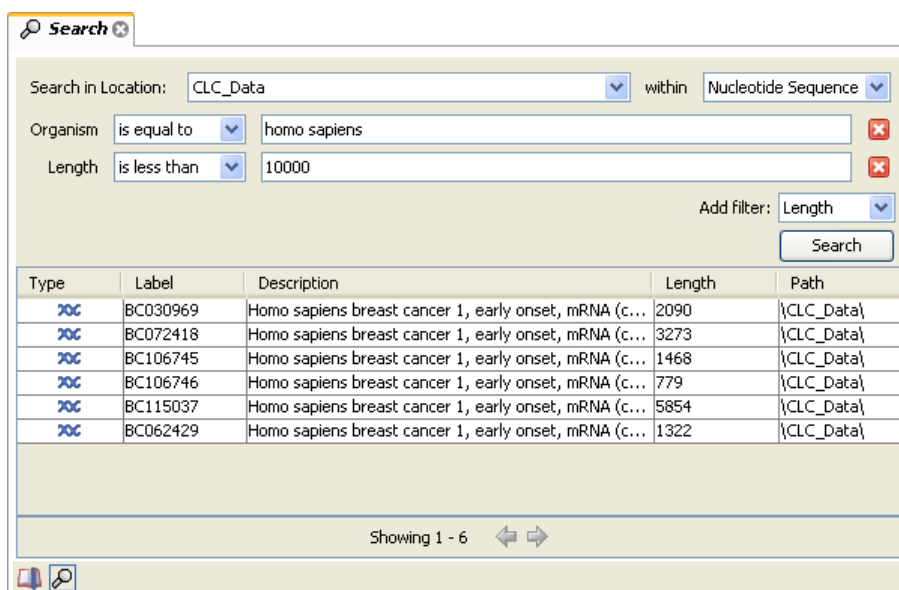 Search
Search in Location: CLC_Data within Nucleotide Sequence
Organism is equal to homo sapiens
Length is less than 10000
Add filter: Length
Search
Type Label Description Length Path
BC030969 Homo sapiens breast cancer 1, early onset, mRNA (c... 2090 \CLC_Data\
BC072418 Homo sapiens breast cancer 1, early onset, mRNA (c... 3273 \CLC_Data\
BC106745 Homo sapiens breast cancer 1, early onset, mRNA (c... 1468 \CLC_Data\
BC106746 Homo sapiens breast cancer 1, early onset, mRNA (c... 779 \CLC_Data\
BC115037 Homo sapiens breast cancer 1, early onset, mRNA (c... 5854 \CLC_Data\
BC062429 Homo sapiens breast cancer 1, early onset, mRNA (c... 1322 \CLC_Data\
Showing 1 - 6